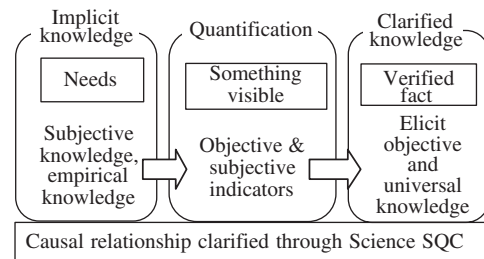 Implicit
knowledge
Needs
Subjective
knowledge,
empirical
knowledge
Quantification
Something
visible
Objective &
subjective
indicators
Clarified
knowledge
Verified
fact
Elicit
objective
and
universal
knowledge
Causal relationship clarified through Science SQC